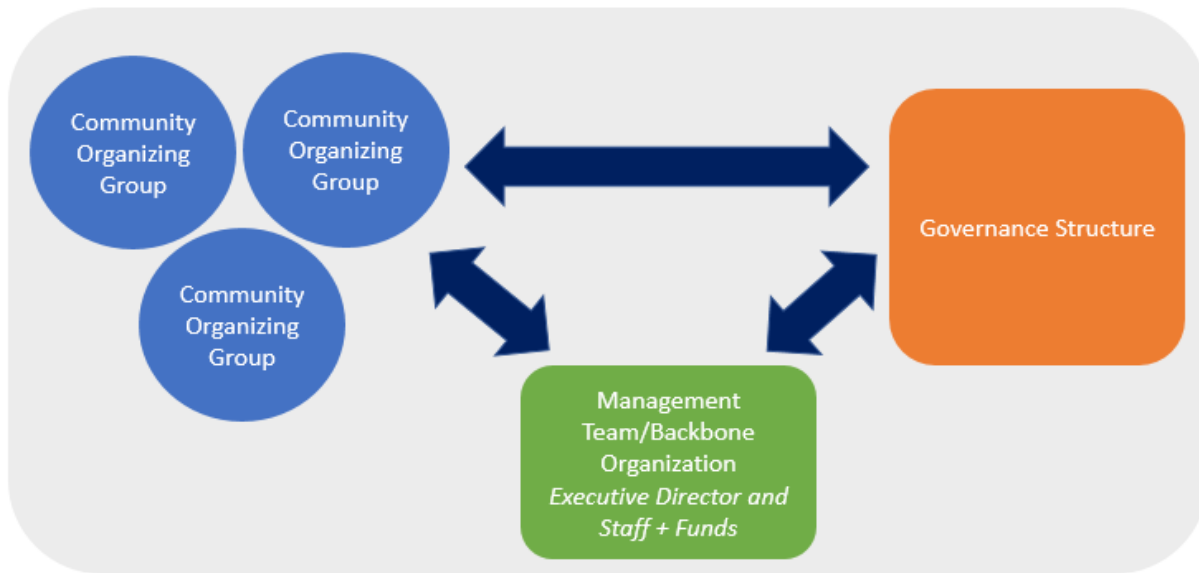 Community
Organizing
Group
Community
Organizing
Group
Community
Organizing
Group
Governance Structure
Management
Team/Backbone
Organization
Executive Director and
Staff + Funds